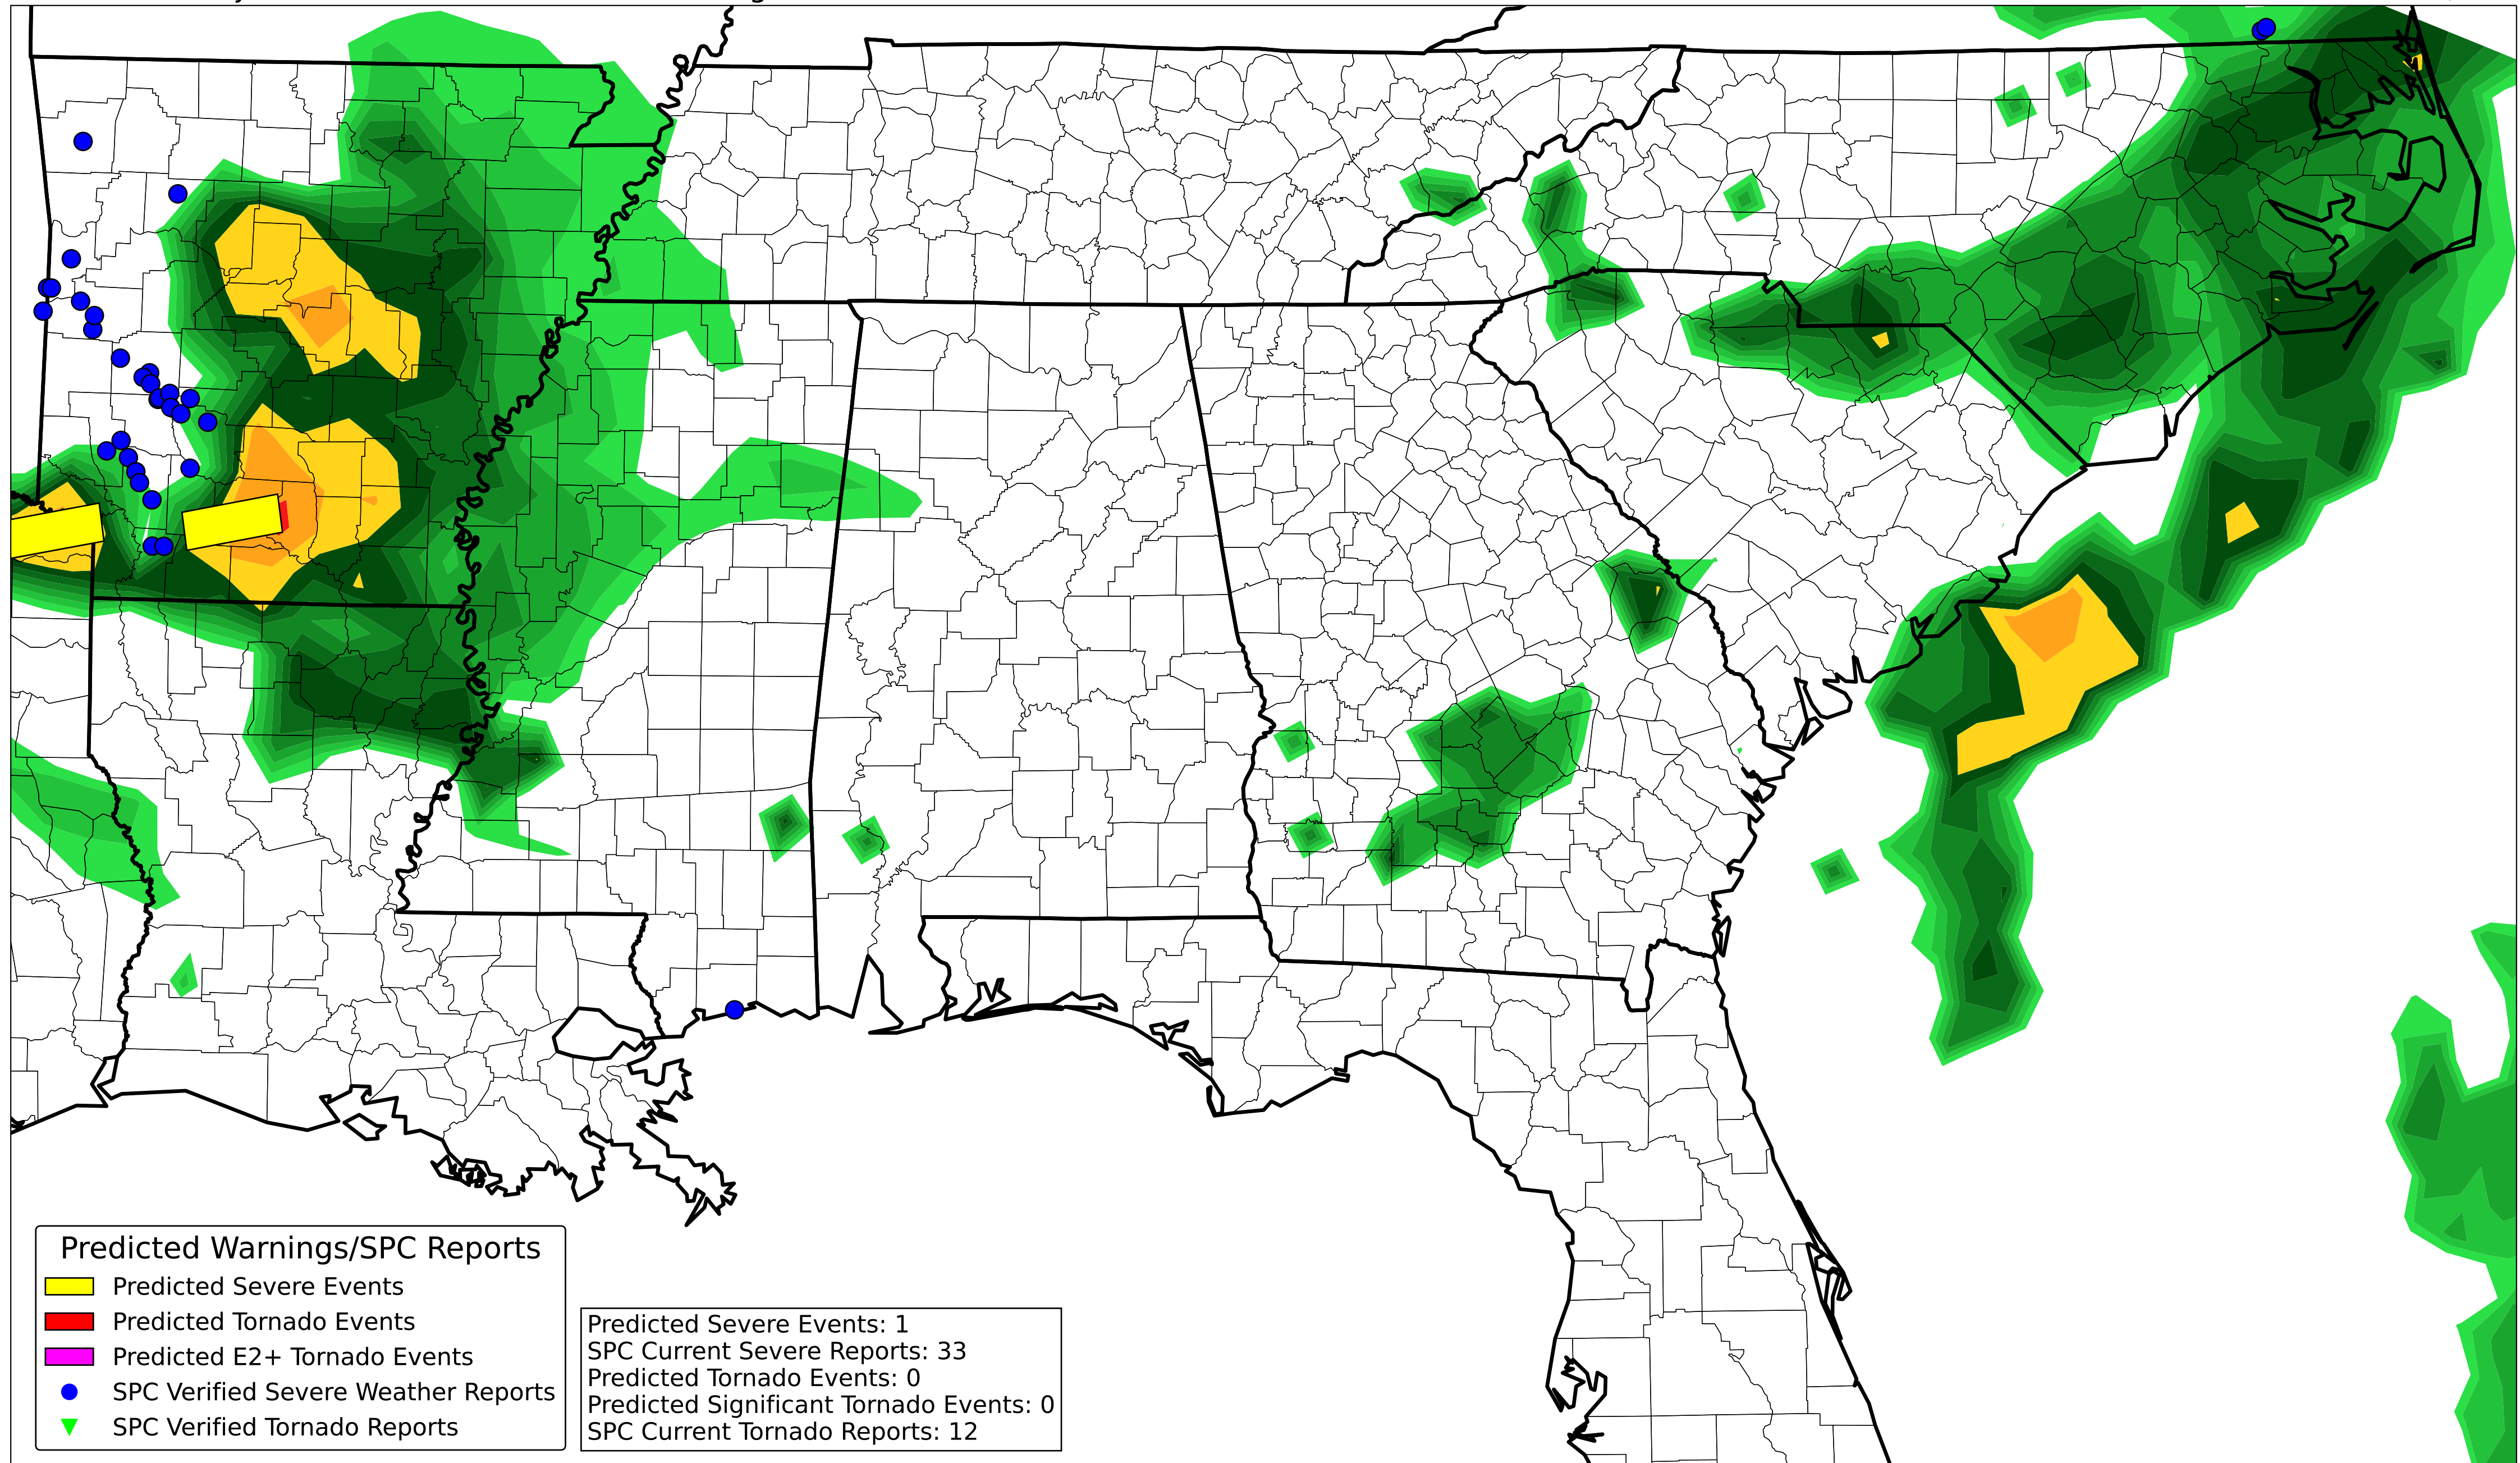 Predicted Warnings/SPC Reports
Predicted Severe Events
Predicted Tornado Events
Predicted E2+ Tornado Events
SPC Verified Severe Weather Reports
SPC Verified Tornado Reports
Predicted Severe Events: 1
SPC Current Severe Reports: 33
Predicted Tornado Events: 0
Predicted Significant Tornado Events: 0
SPC Current Tornado Reports: 12